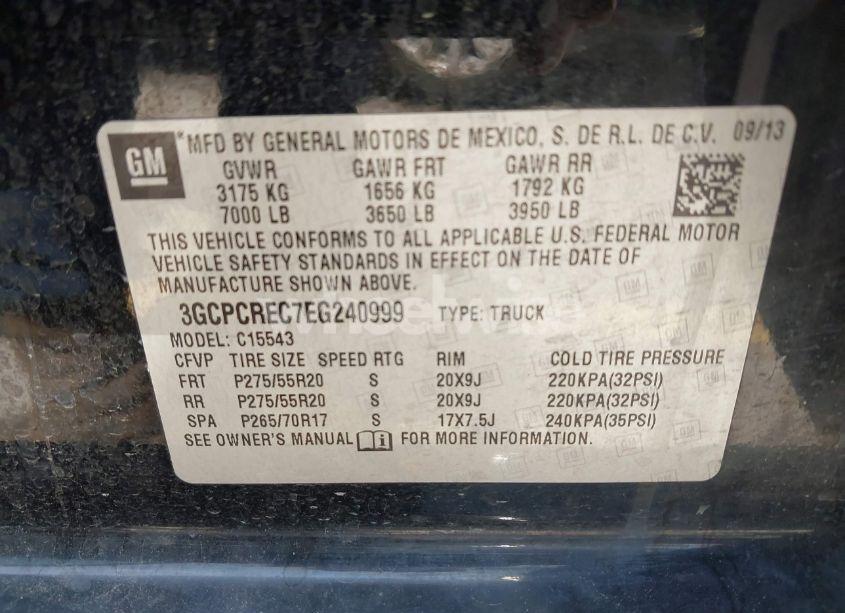 GM
*MFD BY GENERAL MOTORS DE MEXICO, S. DE R.L. DE C.V. 09/13
GVWR GAWR FRT GAWR RR
3175 KG 1656 KG 1792 KG
7000 LB 3650 LB 3950 LB
THIS VEHICLE CONFORMS TO ALL APPLICABLE U.S. FEDERAL MOTOR
VEHICLE SAFETY STANDARDS IN EFFECT ON THE DATE OF
MANUFACTURE SHOWN ABOVE.
3GCPCREC7EG240999 TYPE: TRUCK
MODEL: C15543
CFVP TIRE SIZE SPEED RTG RIM COLD TIRE PRESSURE
FRT P275/55R20 S 20X9J 220KPA(32PSI)
RR P275/55R20 S 20X9J 220KPA(32PSI)
SPA P265/70R17 S 17X7.5J 240KPA(35PSI)
SEE OWNER'S MANUAL i FOR MORE INFORMATION.